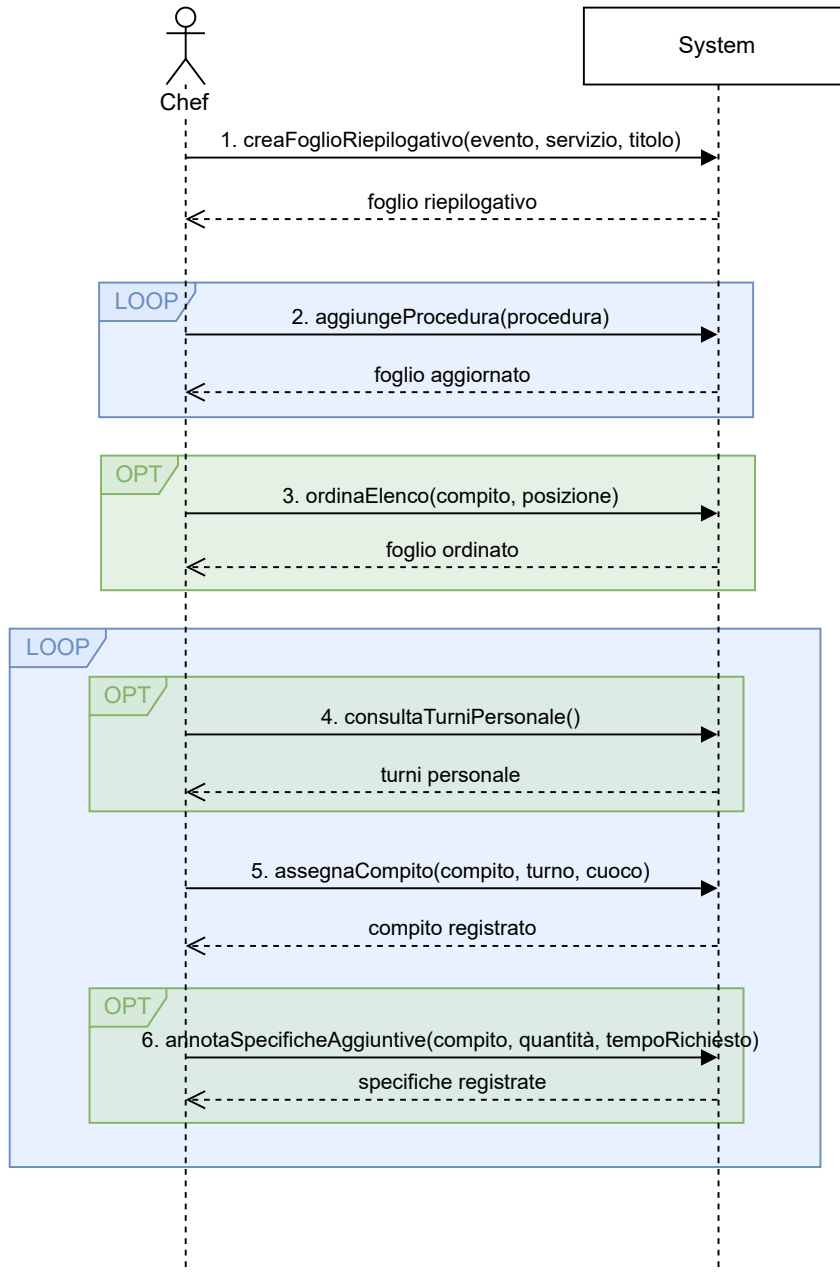 System
Chef
1. creaFoglioRiepilogativo(evento, servizio, titolo)
foglio riepilogativo
LOOP
2. aggiungeProcedura(procedura)
foglio aggiornato
OPT
3. ordinaElenco(compito, posizione)
foglio ordinato
LOOP
OPT
4. consultaTurniPersonale()
turni personale
5. assegnaCompito(compito, turno, cuoco)
compito registrato
OPT
6. annotaSpecificheAggiuntive(compito, quantità, tempoRichiesto)
specifiche registrate